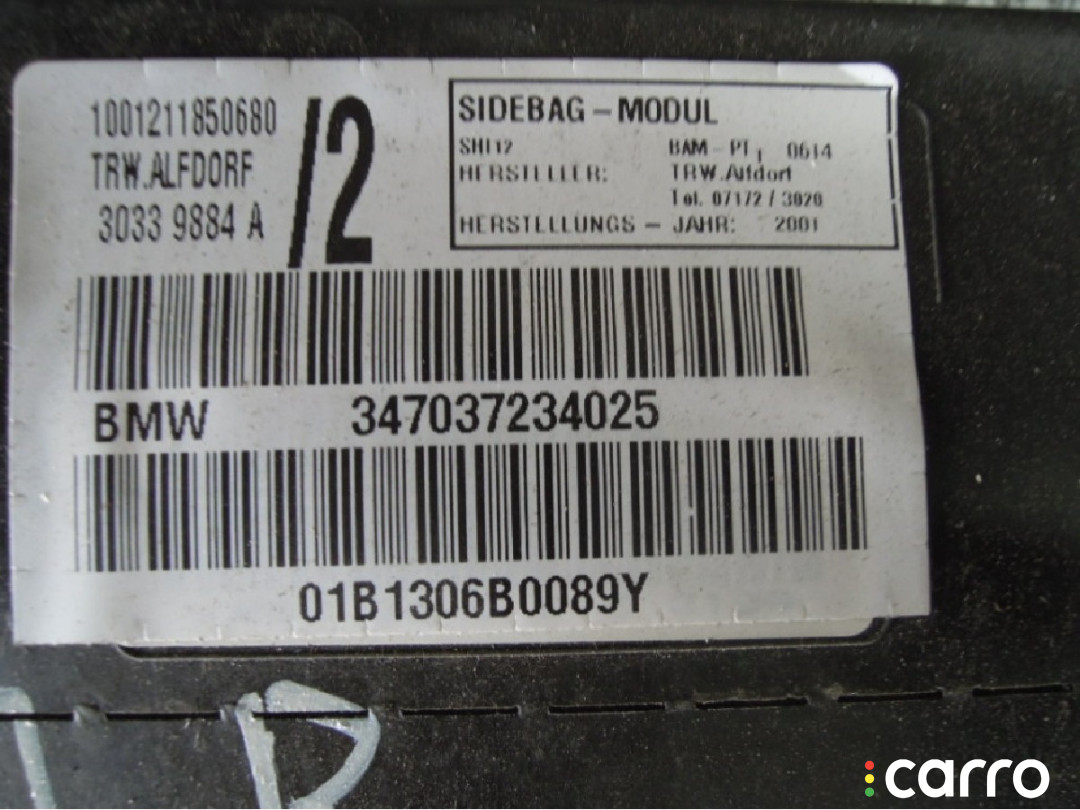 1001211850680
TRW.ALFDORF
3033 9884 A
/2
SIDEBAG - MODUL
SHI12 BAM - PT1 0614
HERSTELLER: TRW.Alfdorf
Tel. 07172 / 3020
HERSTELLUNGS - JAHR: 2001
BMW 347037234025
01B1306B0089Y
carro